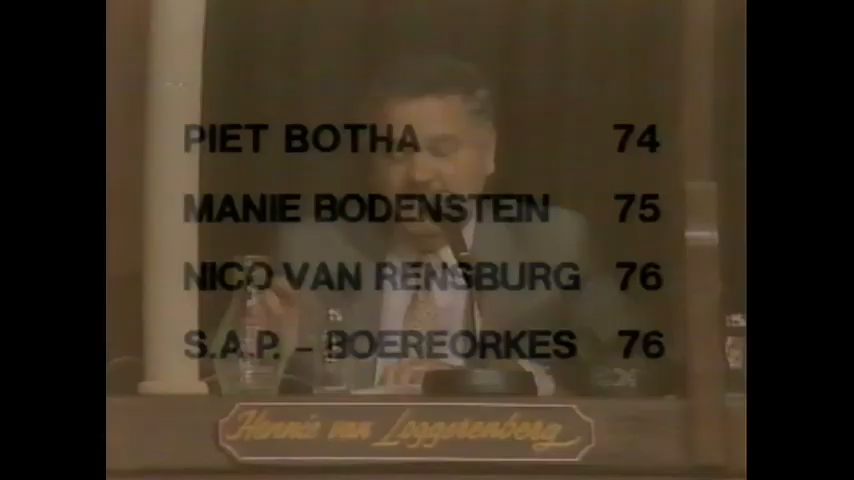 PIET BOTHA 74
MANIE BODENSTEIN 75
NICO VAN RENSBURG 76
S.A.P. – BOEREORKES 76
Hennie van Loggerenberg